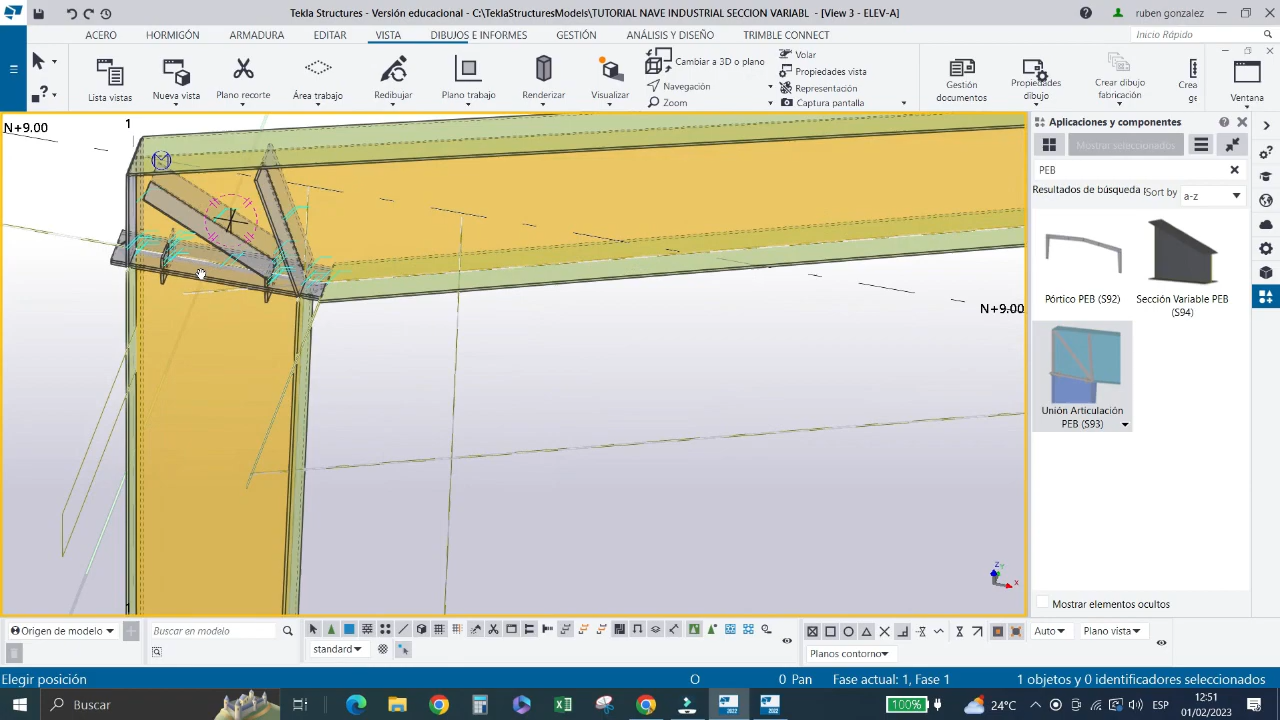 Tekla Structures - Versión educacional - C:\TeklaStructuresModels\TUTORIAL NAVE INDUSTRIAL SECCION VARIABL - [View 3 - ELEV-A]
ruben gonzalez
ACERO
HORMIGÓN
ARMADURA
VISTA
EDITAR
DIBUJOS E INFORMES
GESTIÓN
ANÁLISIS Y DISEÑO
TRIMBLE CONNECT
Inicio Rápido
Lista vistas
Nueva vista
Plano recorte
Área trabajo
Redibujar
Plano trabajo
Cambiar a 3D o plano
Navegación
Zoom
Renderizar
Visualizar
Volar
Propiedades vista
Representación
Captura pantalla
Gestión
documentos
Propiedades
dibujo
Crear dibujo
fabricación
Crea
ge
Ventana
N+9.00
1
N+9.00
1
z
x
Aplicaciones y componentes
Mostrar seleccionados
PEB
Resultados de búsqueda
Sort by
a-z
Pórtico PEB (S92)
Sección Variable PEB
(S94)
Unión Articulación
PEB (S93)
Mostrar elementos ocultos
Origen de modelo
Buscar en modelo
standard
Auto
Plano vista
Planos contorno
Elegir posición
O
0 Pan
Fase actual: 1, Fase 1
1 objetos y 0 identificadores seleccionados
Buscar
2022
2022
100%
24°C
ESP
12:51
01/02/2023